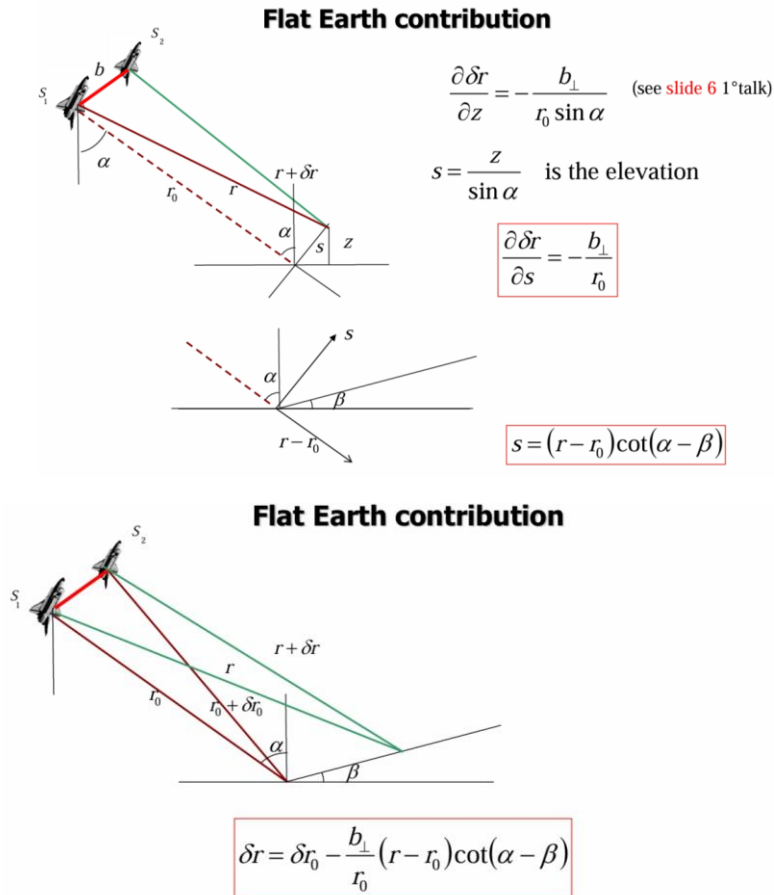 Flat Earth contribution
S₂
b
S₁
∂δr/∂z = − b⊥/(r₀ sin α) (see slide 6 1°talk)
α
r + δr
s = z/sin α is the elevation
r₀
r
α
s
z
∂δr/∂s = − b⊥/r₀
s
α
β
r − r₀
s = (r − r₀)cot(α − β)
Flat Earth contribution
S₂
S₁
r + δr
r
r₀
r₀ + δr₀
α
β
δr = δr₀ − b⊥/r₀ (r − r₀)cot(α − β)